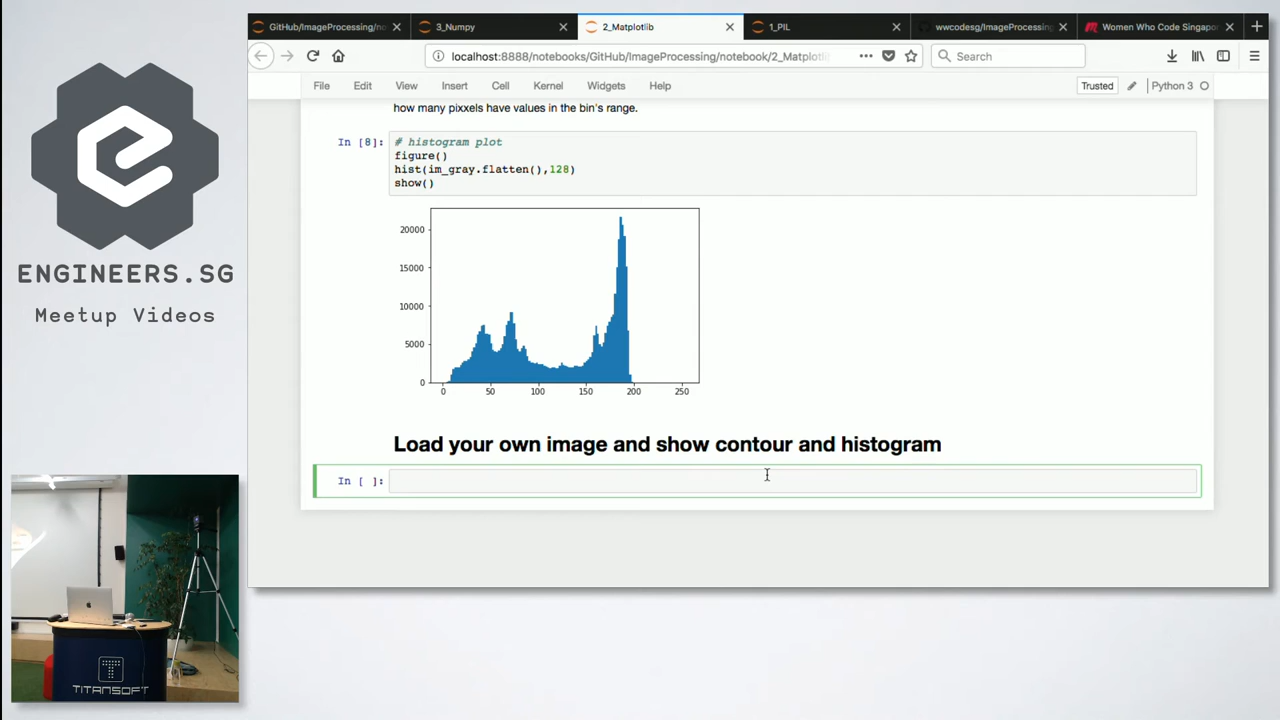 GitHub/ImageProcessing/no
3_Numpy
2_Matplotlib
1_PIL
wwcodesg/ImageProcessing
Women Who Code Singapo
localhost:8888/notebooks/GitHub/ImageProcessing/notebook/2_Matplotli
Search
File Edit View Insert Cell Kernel Widgets Help
Trusted
Python 3
how many pixxels have values in the bin's range.
In [8]:
# histogram plot
figure()
hist(im_gray.flatten(),128)
show()
20000
15000
10000
5000
0
0 50 100 150 200 250
Load your own image and show contour and histogram
In [ ]:
ENGINEERS.SG
Meetup Videos
TITANSOFT